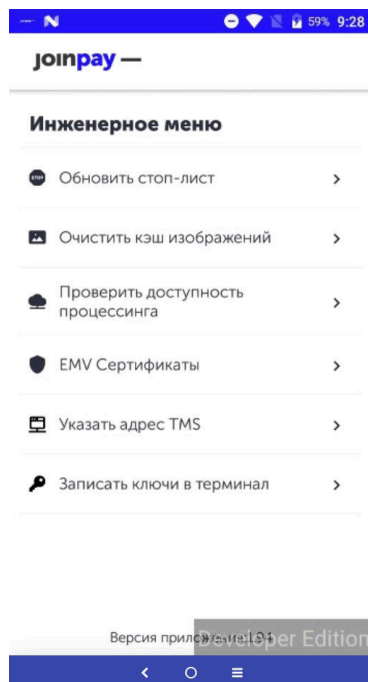 59% 9:28
joinpay —
Инженерное меню
STOP
Обновить стоп-лист
Очистить кэш изображений
Проверить доступность
процессинга
EMV Сертификаты
Указать адрес TMS
Записать ключи в терминал
Версия приложения:
Developer Edition